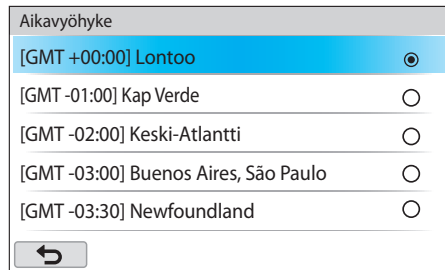 Aikavyöhyke
[GMT +00:00] Lontoo
[GMT -01:00] Kap Verde
[GMT -02:00] Keski-Atlantti
[GMT -03:00] Buenos Aires, São Paulo
[GMT -03:30] Newfoundland